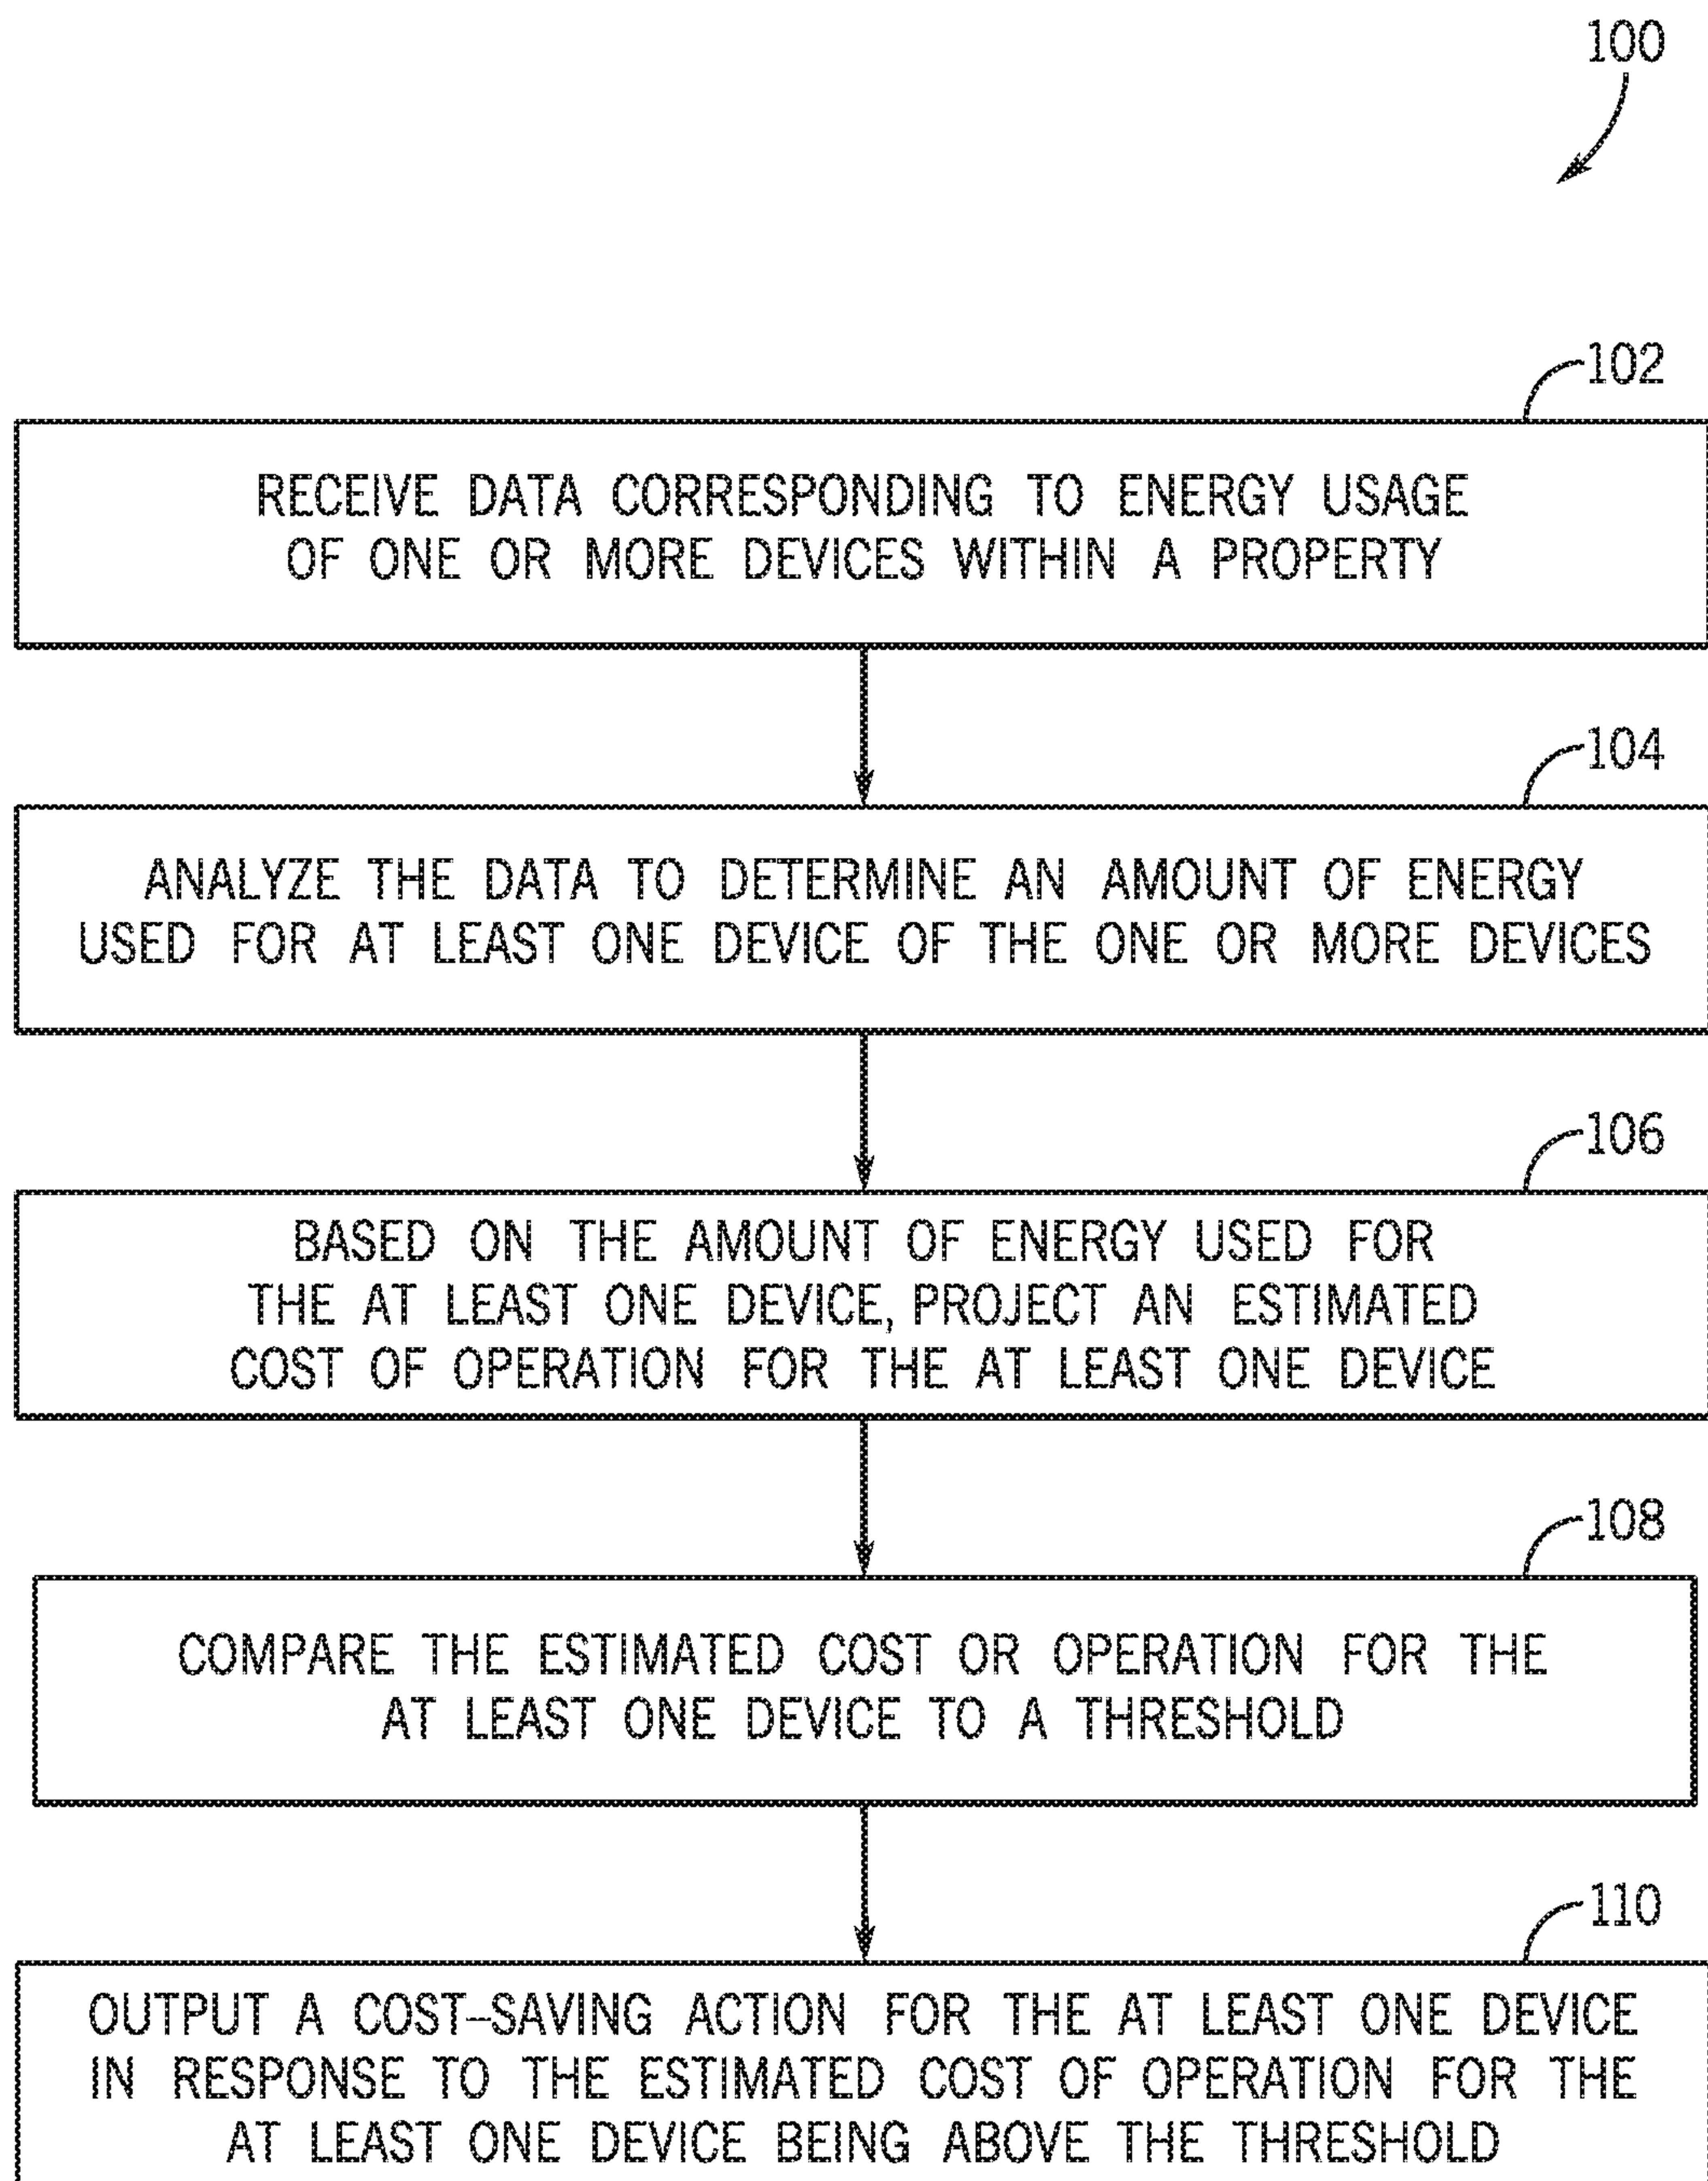 100
102
RECEIVE DATA CORRESPONDING TO ENERGY USAGE
OF ONE OR MORE DEVICES WITHIN A PROPERTY
104
ANALYZE THE DATA TO DETERMINE AN AMOUNT OF ENERGY
USED FOR AT LEAST ONE DEVICE OF THE ONE OR MORE DEVICES
106
BASED ON THE AMOUNT OF ENERGY USED FOR
THE AT LEAST ONE DEVICE, PROJECT AN ESTIMATED
COST OF OPERATION FOR THE AT LEAST ONE DEVICE
108
COMPARE THE ESTIMATED COST OR OPERATION FOR THE
AT LEAST ONE DEVICE TO A THRESHOLD
110
OUTPUT A COST-SAVING ACTION FOR THE AT LEAST ONE DEVICE
IN RESPONSE TO THE ESTIMATED COST OF OPERATION FOR THE
AT LEAST ONE DEVICE BEING ABOVE THE THRESHOLD